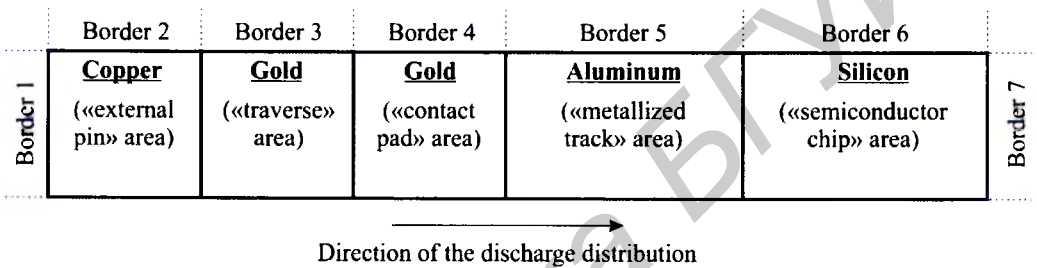 Border 2 Border 3 Border 4 Border 5 Border 6
Border 1
Copper
(«external
pin» area)
Gold
(«traverse»
area)
Gold
(«contact
pad» area)
Aluminum
(«metallized
track» area)
Silicon
(«semiconductor
chip» area)
Border 7
Direction of the discharge distribution